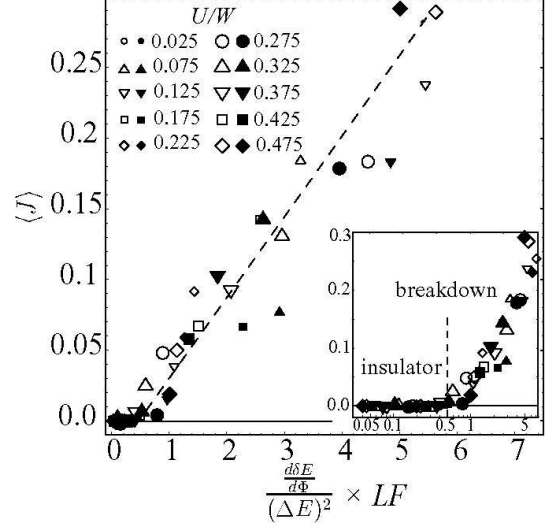 U/W
0.025 0.275
0.075 0.325
0.125 0.375
0.175 0.425
0.225 0.475
⟨J⟩
0.25
0.2
0.15
0.1
0.05
0.0
0 1 2 3 4 5 6 7
dδE
dΦ
(ΔE)² × LF
0.3
0.2
0.1
0.0
breakdown
insulator
0.05 0.1 0.5 1 5